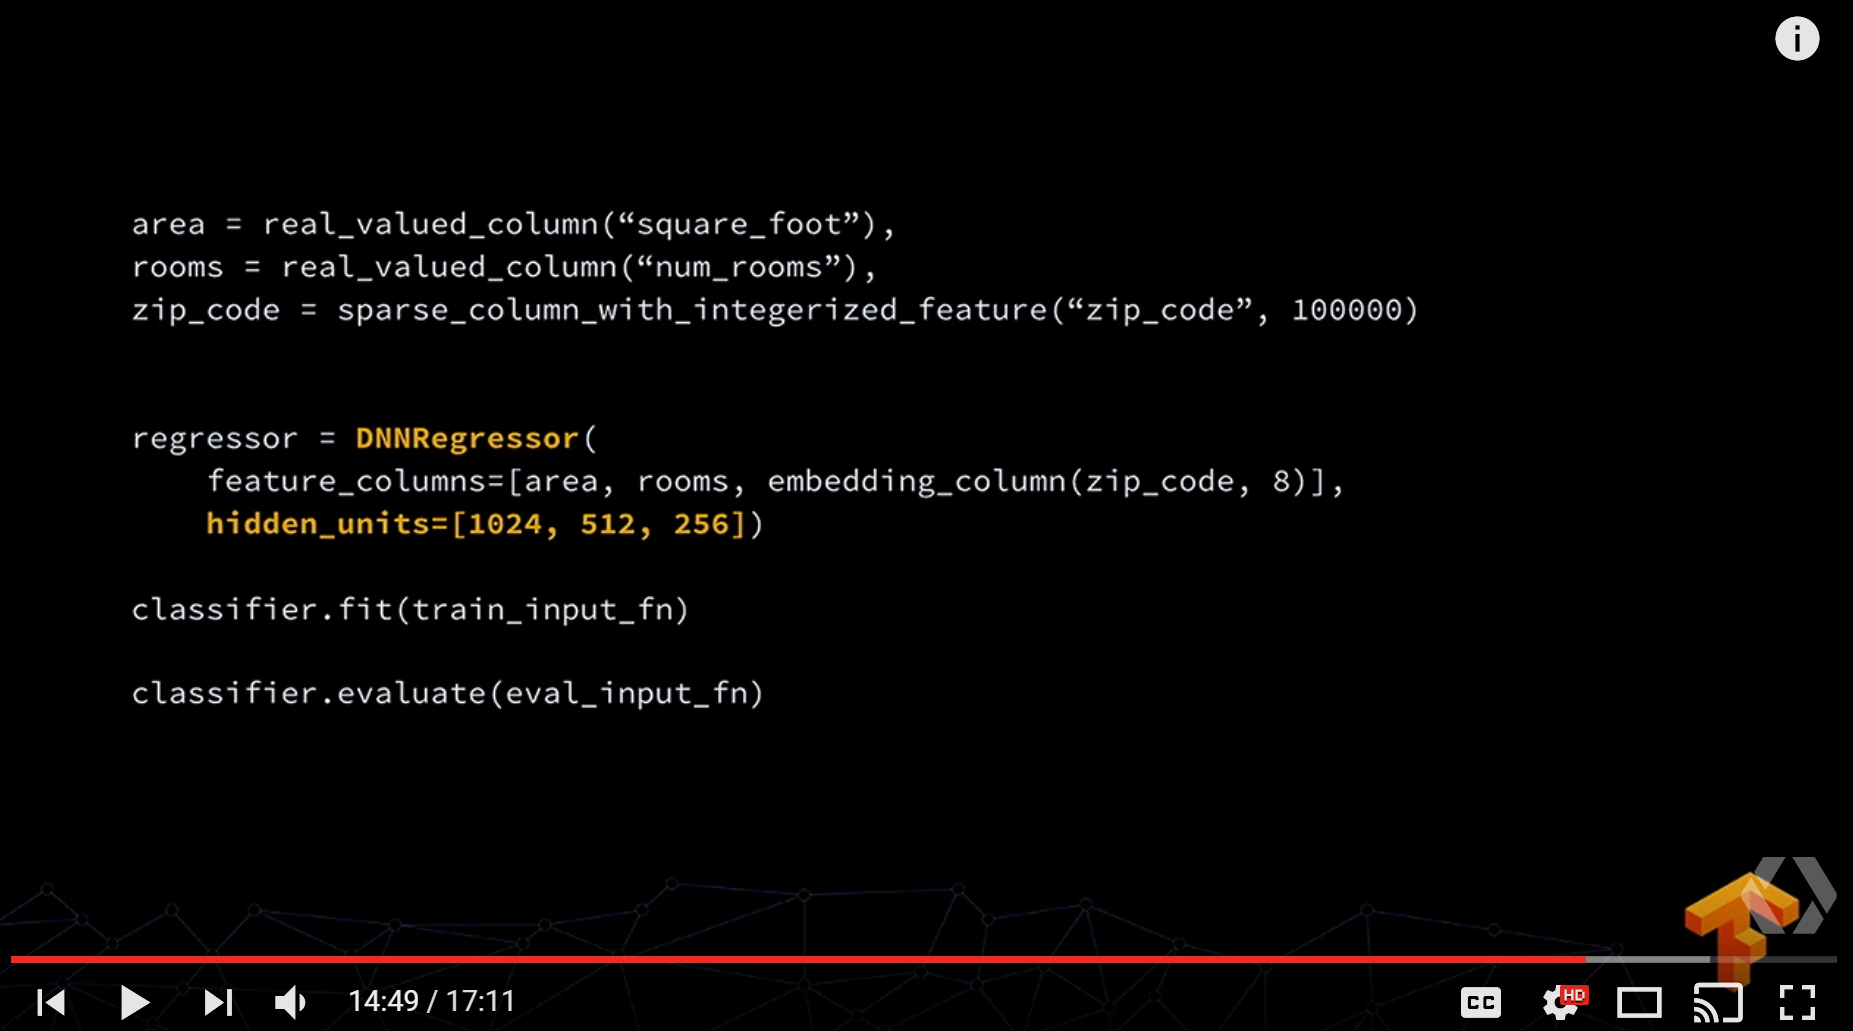 area = real_valued_column(“square_foot”),
rooms = real_valued_column(“num_rooms”),
zip_code = sparse_column_with_integerized_feature(“zip_code”, 100000)
regressor = DNNRegressor(
feature_columns=[area, rooms, embedding_column(zip_code, 8)],
hidden_units=[1024, 512, 256])
classifier.fit(train_input_fn)
classifier.evaluate(eval_input_fn)
14:49 / 17:11 CC HD